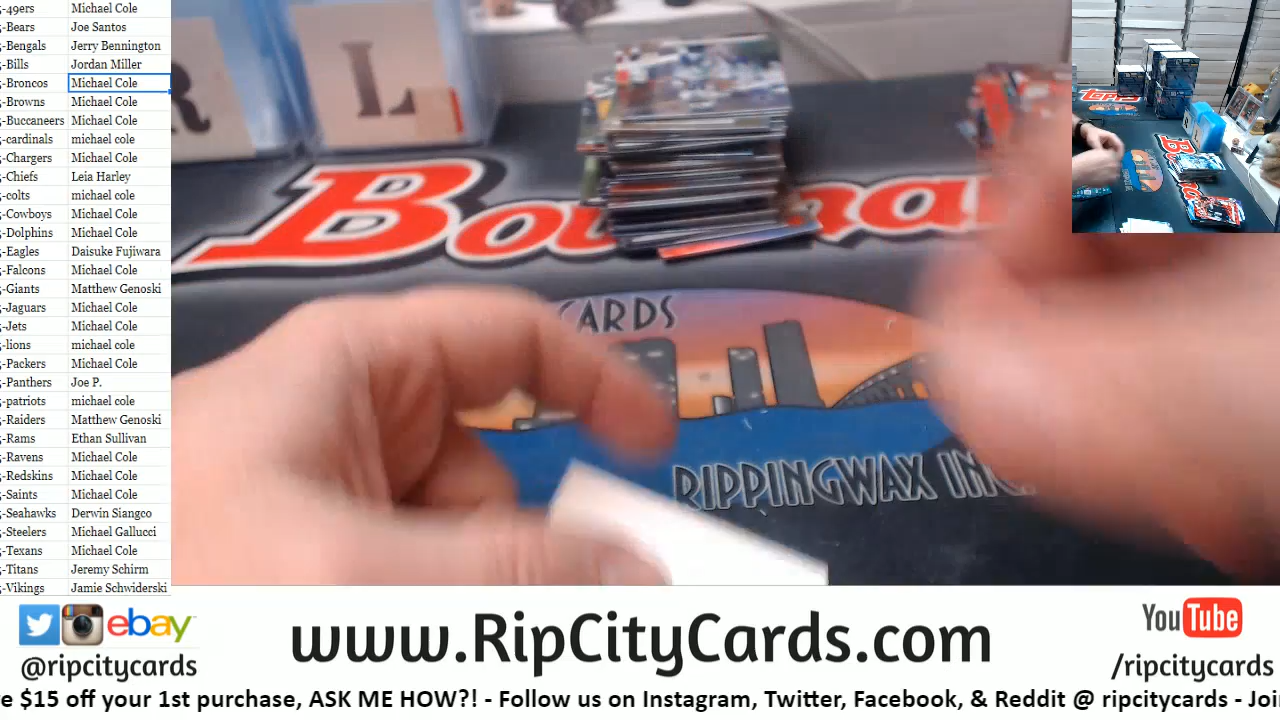 ;-49ers Michael Cole
;-Bears Joe Santos
;-Bengals Jerry Bennington
;-Bills Jordan Miller
;-Broncos Michael Cole
;-Browns Michael Cole
;-Buccaneers Michael Cole
;-cardinals michael cole
;-Chargers Michael Cole
;-Chiefs Leia Harley
;-colts michael cole
;-Cowboys Michael Cole
;-Dolphins Michael Cole
;-Eagles Daisuke Fujiwara
;-Falcons Michael Cole
;-Giants Matthew Genoski
;-Jaguars Michael Cole
;-Jets Michael Cole
;-lions michael cole
;-Packers Michael Cole
;-Panthers Joe P.
;-patriots michael cole
;-Raiders Matthew Genoski
;-Rams Ethan Sullivan
;-Ravens Michael Cole
;-Redskins Michael Cole
;-Saints Michael Cole
;-Seahawks Derwin Siangco
;-Steelers Michael Gallucci
;-Texans Michael Cole
;-Titans Jeremy Schirm
;-Vikings Jamie Schwiderski
R L
TOPPS
CARDS
RIPPINGWAX INC.
ebay
@ripcitycards
www.RipCityCards.com
YouTube
/ripcitycards
e $15 off your 1st purchase, ASK ME HOW?! - Follow us on Instagram, Twitter, Facebook, & Reddit @ ripcitycards - Joi